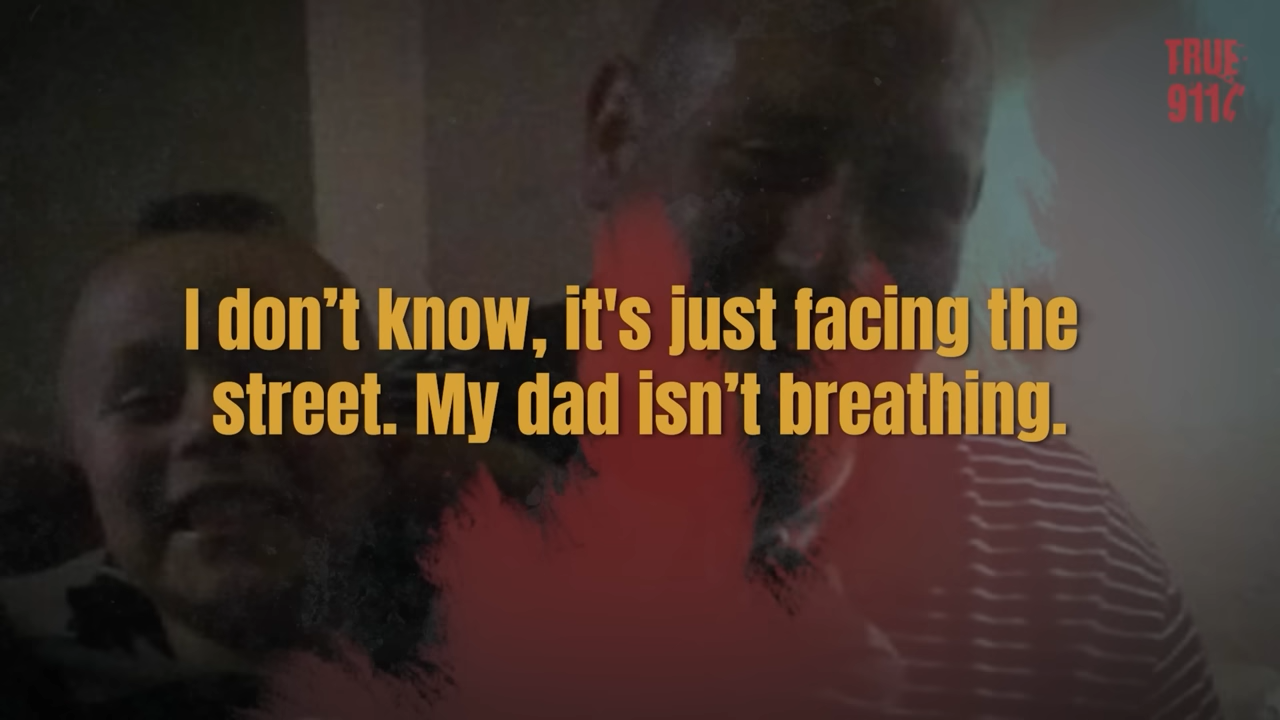 TRUE
911
I don’t know, it's just facing the
street. My dad isn’t breathing.